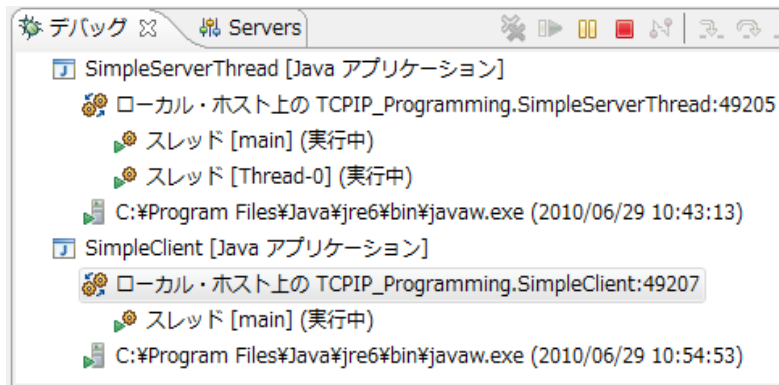 デバッグ Servers
SimpleServerThread [Java アプリケーション]
ローカル・ホスト上の TCPIP_Programming.SimpleServerThread:49205
スレッド [main] (実行中)
スレッド [Thread-0] (実行中)
C:¥Program Files¥Java¥jre6¥bin¥javaw.exe (2010/06/29 10:43:13)
SimpleClient [Java アプリケーション]
ローカル・ホスト上の TCPIP_Programming.SimpleClient:49207
スレッド [main] (実行中)
C:¥Program Files¥Java¥jre6¥bin¥javaw.exe (2010/06/29 10:54:53)